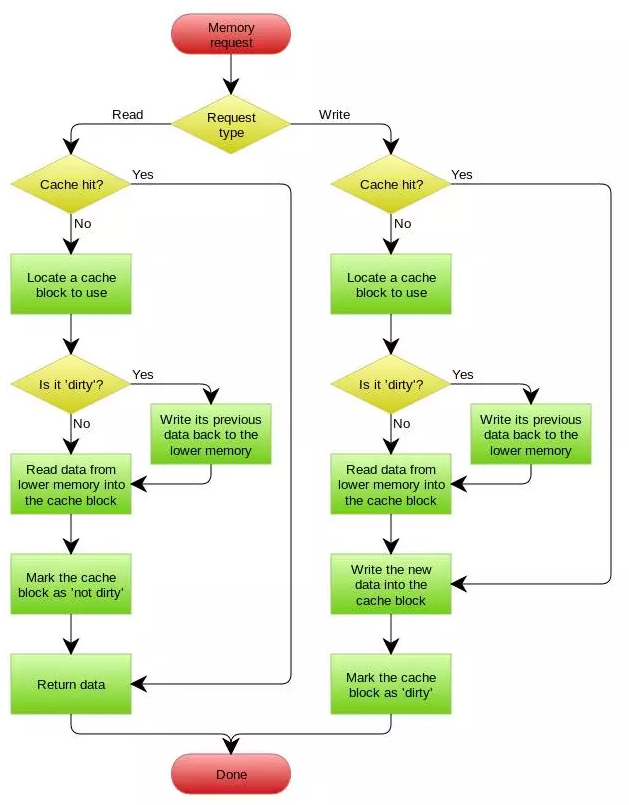 Memory
request
Request
type
Read
Write
Cache hit?
Yes
No
Locate a cache
block to use
Is it 'dirty'?
Yes
No
Write its previous
data back to the
lower memory
Read data from
lower memory into
the cache block
Mark the cache
block as 'not dirty'
Return data
Cache hit?
Yes
No
Locate a cache
block to use
Is it 'dirty'?
Yes
No
Write its previous
data back to the
lower memory
Read data from
lower memory into
the cache block
Write the new
data into the
cache block
Mark the cache
block as 'dirty'
Done